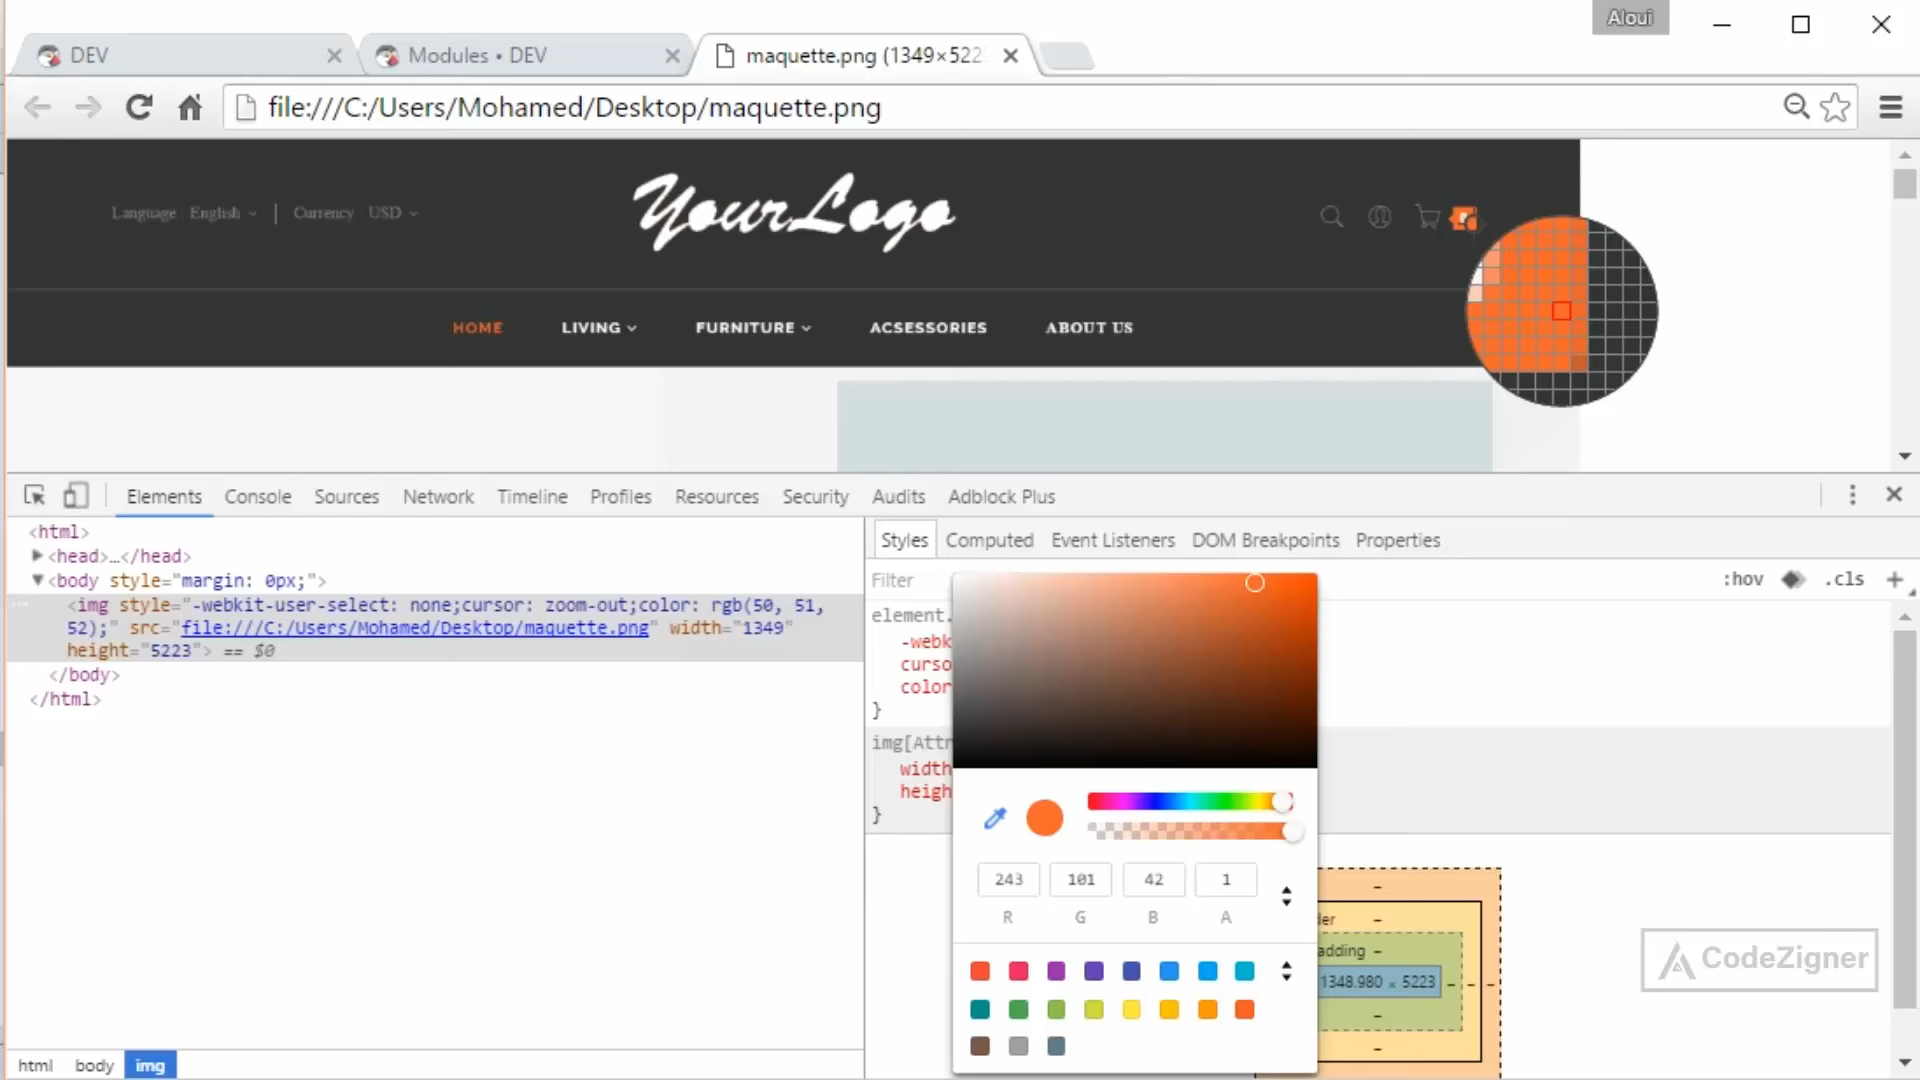 Aloui
DEV
Modules • DEV
maquette.png (1349×522
file:///C:/Users/Mohamed/Desktop/maquette.png
Language English
Currency USD
YourLogo
HOME LIVING FURNITURE ACSESSORIES ABOUT US
Elements Console Sources Network Timeline Profiles Resources Security Audits Adblock Plus
<html>
<head>…</head>
<body style="margin: 0px;">
<img style="-webkit-user-select: none;cursor: zoom-out;color: rgb(50, 51,
52);" src="file:///C:/Users/Mohamed/Desktop/maquette.png" width="1349"
height="5223"> == $0
</body>
</html>
html body img
Styles Computed Event Listeners DOM Breakpoints Properties
Filter
:hov .cls +
element.
-webk
curso
color
}
img[Attr
width
heigh
}
243 101 42 1
R G B A
der –
adding –
1348.980 × 5223
CodeZigner